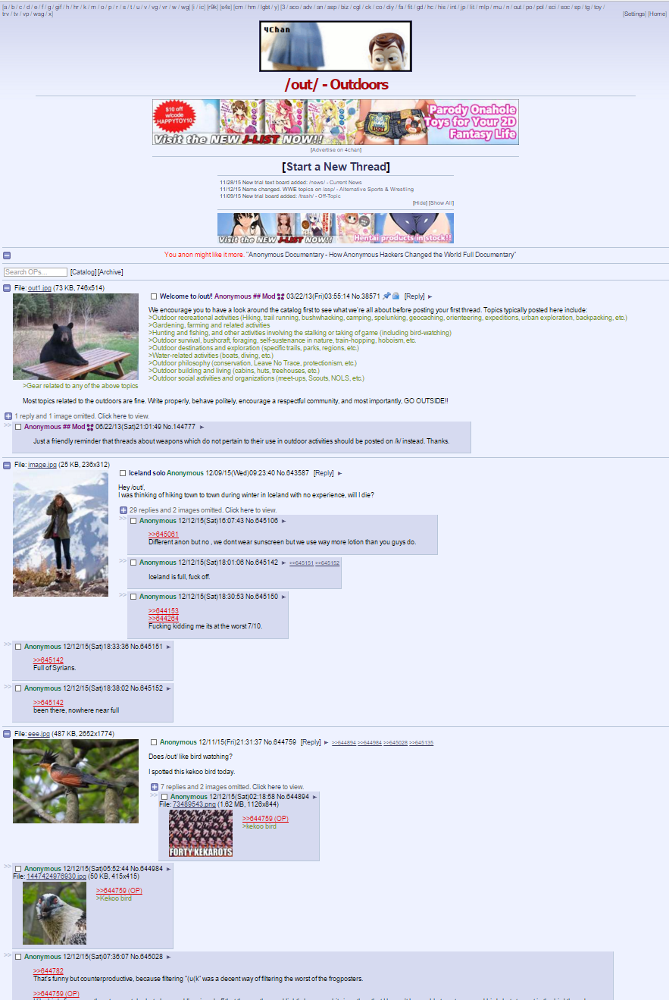 [a / b / c / d / e / f / g / gif / h / hr / k / m / o / p / r / s / t / u / v / vg / vr / w / wg] [i / ic] [r9k] [s4s] [cm / hm / lgbt / y] [3 / aco / adv / an / asp / biz / cgl / ck / co / diy / fa / fit / gd / hc / his / int / jp / lit / mlp / mu / n / out / po / pol / sci / soc / sp / tg / toy /
trv / tv / vp / wsg / x]
[Settings] [Home]
4Chan
/out/ - Outdoors
$10 off
w/code
HAPPYTOY10
Parody Onahole
Toys for Your 2D
Fantasy Life
Visit the NEW J-LIST NOW!!
[Advertise on 4chan]
[Start a New Thread]
11/28/15 New trial text board added: /news/ - Current News
11/12/15 Name changed. WWE topics on /asp/ - Alternative Sports & Wrestling
11/09/15 New trial board added: /trash/ - Off-Topic
[Hide] [Show All]
Visit the NEW J-LIST NOW!! Hentai products in stock!!
You anon might like it more. "Anonymous Documentary - How Anonymous Hackers Changed the World Full Documentary"
Search OPs... [Catalog] [Archive]
File: out1.jpg (73 KB, 746x514)
Welcome to /out/! Anonymous ## Mod 03/22/13(Fri)03:55:14 No.38571 [Reply] ►
We encourage you to have a look around the catalog first to see what we're all about before posting your first thread. Topics typically posted here include:
>Outdoor recreational activities (Hiking, trail running, bushwhacking, camping, spelunking, geocaching, orienteering, expeditions, urban exploration, backpacking, etc.)
>Gardening, farming and related activities
>Hunting and fishing, and other activities involving the stalking or taking of game (including bird-watching)
>Outdoor survival, bushcraft, foraging, self-sustenance in nature, train-hopping, hoboism, etc.
>Outdoor destinations and exploration (specific trails, parks, regions, etc.)
>Water-related activities (boats, diving, etc.)
>Outdoor philosophy (conservation, Leave No Trace, protectionism, etc.)
>Outdoor building and living (cabins, huts, treehouses, etc.)
>Outdoor social activities and organizations (meet-ups, Scouts, NOLS, etc.)
>Gear related to any of the above topics
Most topics related to the outdoors are fine. Write properly, behave politely, encourage a respectful community, and most importantly, GO OUTSIDE!!
1 reply and 1 image omitted. Click here to view.
>> Anonymous ## Mod 06/22/13(Sat)21:01:49 No.144777 ►
Just a friendly reminder that threads about weapons which do not pertain to their use in outdoor activities should be posted on /k/ instead. Thanks.
File: image.jpg (25 KB, 236x312)
Iceland solo Anonymous 12/09/15(Wed)09:23:40 No.643587 [Reply] ►
Hey /out/,
I was thinking of hiking town to town during winter in Iceland with no experience, will I die?
29 replies and 2 images omitted. Click here to view.
>> Anonymous 12/12/15(Sat)16:07:43 No.645106 ►
>>645061
Different anon but no , we dont wear sunscreen but we use way more lotion than you guys do.
>> Anonymous 12/12/15(Sat)18:01:06 No.645142 ► >>645151 >>645152
Iceland is full, fuck off.
>> Anonymous 12/12/15(Sat)18:30:53 No.645150 ►
>>644153
>>644264
Fucking kidding me its at the worst 7/10.
>> Anonymous 12/12/15(Sat)18:33:36 No.645151 ►
>>645142
Full of Syrians.
>> Anonymous 12/12/15(Sat)18:38:02 No.645152 ►
>>645142
been there, nowhere near full
File: eee.jpg (487 KB, 2652x1774)
Anonymous 12/11/15(Fri)21:31:37 No.644759 [Reply] ► >>644894 >>644984 >>645028 >>645135
Does /out/ like bird watching?
I spotted this kekoo bird today.
7 replies and 2 images omitted. Click here to view.
>> Anonymous 12/12/15(Sat)02:18:58 No.644894 ►
File: 73489543.png (1.62 MB, 1126x844)
>>644759 (OP)
>kekoo bird
FORTY KEKAROTS
>> Anonymous 12/12/15(Sat)05:52:44 No.644984 ►
File: 1447424976930.jpg (50 KB, 415x415)
>>644759 (OP)
>Kekoo bird
>> Anonymous 12/12/15(Sat)07:36:07 No.645028 ►
>>644782
That's funny but counterproductive, because filtering "(u(k" was a decent way of filtering the worst of the frogposters.
>>644759 (OP)